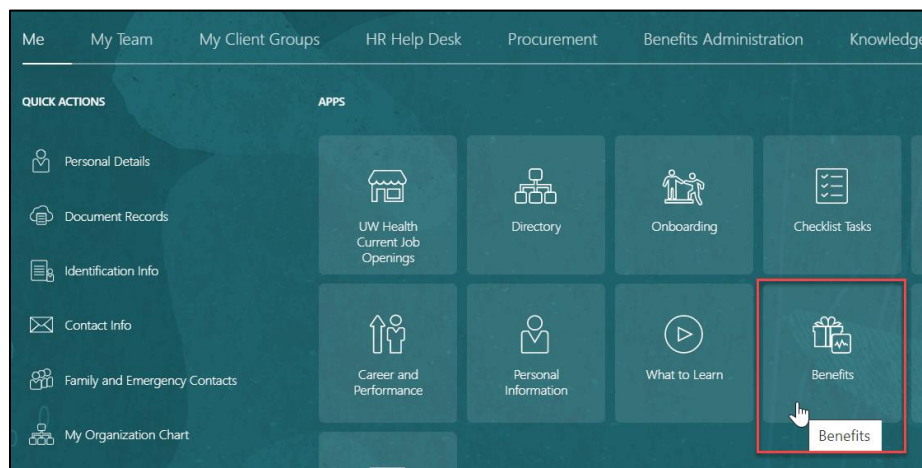 Me
My Team
My Client Groups
HR Help Desk
Procurement
Benefits Administration
Knowledge
QUICK ACTIONS
APPS
Personal Details
Document Records
Identification Info
Contact Info
Family and Emergency Contacts
My Organization Chart
UW Health
Current Job
Openings
Directory
Onboarding
Checklist Tasks
Career and
Performance
Personal
Information
What to Learn
Benefits
Benefits